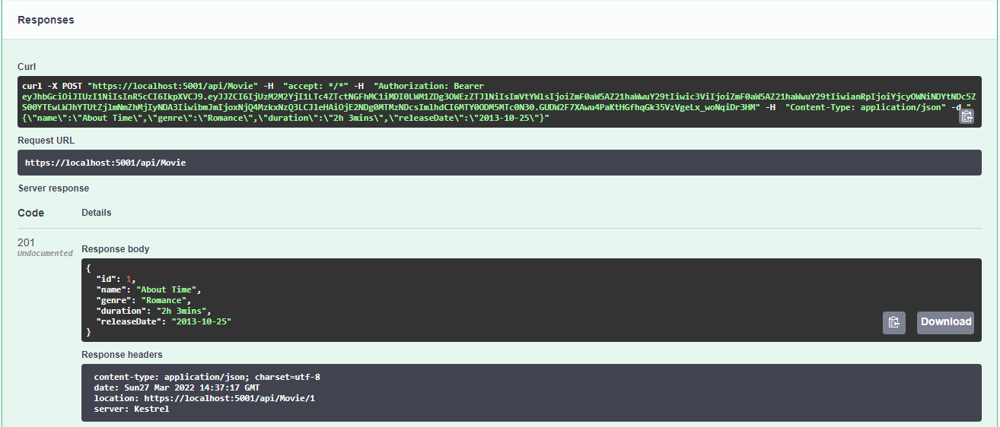 Responses
Curl
curl -X POST "https://localhost:5001/api/Movie" -H  "accept: */*" -H  "Authorization: Bearer
eyJhbGciOiJIUzI1NiIsInR5cCI6IkpXVCJ9.eyJJZCI6IjUzM2M2YjI1LTc4ZTctNGFhMC1iMDI0LWM1ZDg3OWEzZTJlNiIsImVtYWlsIjoiZmF0aW5AZ21haWwuY29tIiwic3ViIjoiZmF0aW5AZ21haWwuY29tIiwianRpIjoiYjcyOWNiNDYtNDc5Z
S00YTEwLWJhYTUtZjlmNmZhMjIyNDA3IiwibmJmIjoxNjQ4MzkxNzQ3LCJleHAiOjE2NDg0MTMzNDcsImlhdCI6MTY0ODM5MTc0N30.GUDW2F7XAwu4PaKtHGfhqGk35VzVgeLx_woNqiDr3HM" -H  "Content-Type: application/json" -d "
{\"name\":\"About Time\",\"genre\":\"Romance\",\"duration\":\"2h 3mins\",\"releaseDate\":\"2013-10-25\"}"
Request URL
https://localhost:5001/api/Movie
Server response
Code Details
201
Undocumented
Response body
{
"id": 1,
"name": "About Time",
"genre": "Romance",
"duration": "2h 3mins",
"releaseDate": "2013-10-25"
}
Download
Response headers
content-type: application/json; charset=utf-8
date: Sun27 Mar 2022 14:37:17 GMT
location: https://localhost:5001/api/Movie/1
server: Kestrel